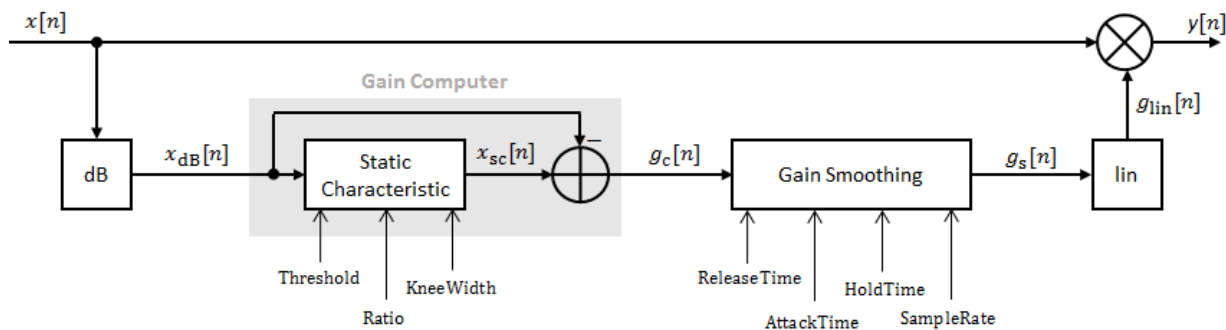 x[n]
y[n]
Gain Computer
g_lin[n]
dB
x_dB[n]
Static
Characteristic
x_sc[n]
−
g_c[n]
Gain Smoothing
g_s[n]
lin
Threshold
Ratio
KneeWidth
ReleaseTime
AttackTime
HoldTime
SampleRate